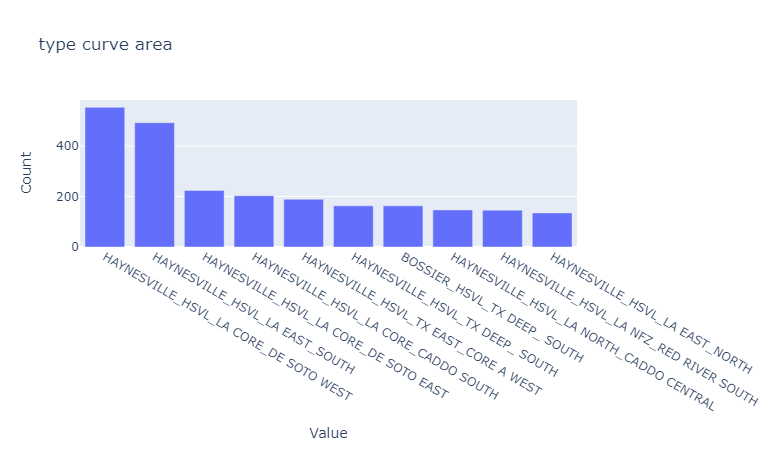 type curve area
Count
400
200
0
HAYNESVILLE_HSVL_LA CORE_DE SOTO WEST
HAYNESVILLE_HSVL_LA EAST_SOUTH
HAYNESVILLE_HSVL_LA CORE_DE SOTO EAST
HAYNESVILLE_HSVL_LA CORE_CADDO SOUTH
HAYNESVILLE_HSVL_TX EAST_CORE A WEST
HAYNESVILLE_HSVL_TX DEEP_ SOUTH
BOSSIER_HSVL_TX DEEP_ SOUTH
HAYNESVILLE_HSVL_LA NORTH_CADDO CENTRAL
HAYNESVILLE_HSVL_LA NFZ_RED RIVER SOUTH
HAYNESVILLE_HSVL_LA EAST_NORTH
Value